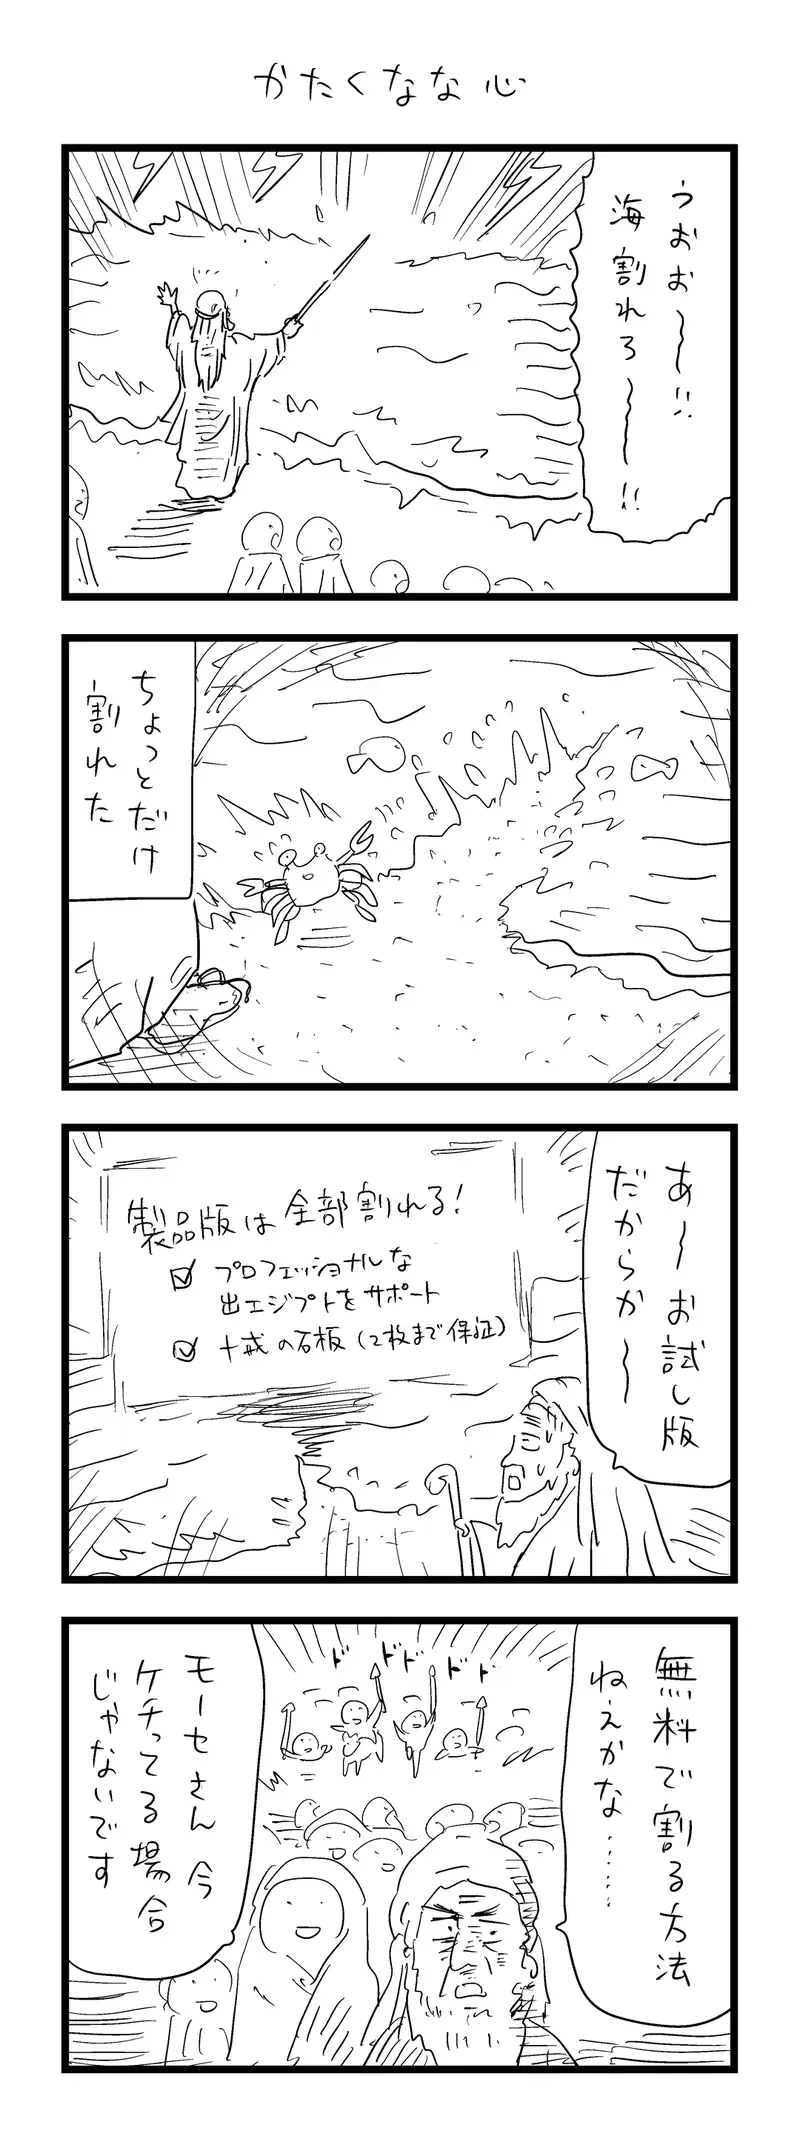 かたくなな心
うおお〜〜!!
海割れろ〜〜!!
ちょっとだけ
割れた
あ〜お試し版
だからか〜
製品版は全部割れる!
☑ プロフェッショナルな
出エジプトをサポート
☑ 十戒の石板(2枚まで保証)
無料で割る方法
ねえかな……
ド ドド ドド
モーセさん今
ケチってる場合
じゃないです